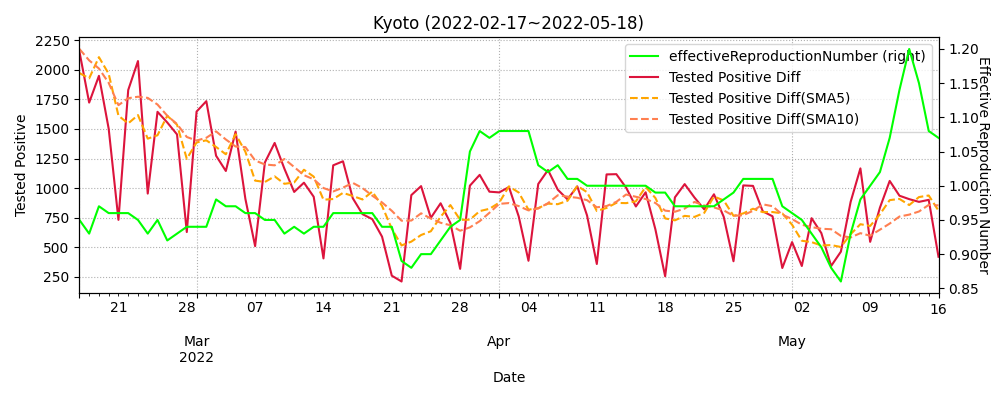 Kyoto (2022-02-17~2022-05-18)
effectiveReproductionNumber (right)
Tested Positive Diff
Tested Positive Diff(SMA5)
Tested Positive Diff(SMA10)
Tested Positive
2250
2000
1750
1500
1250
1000
750
500
250
1.20
1.15
1.10
1.05
1.00
0.95
0.90
0.85
Effective Reproduction Number
21 28 07 14 21 28 04 11 18 25 02 09 16
Mar Apr May
2022
Date